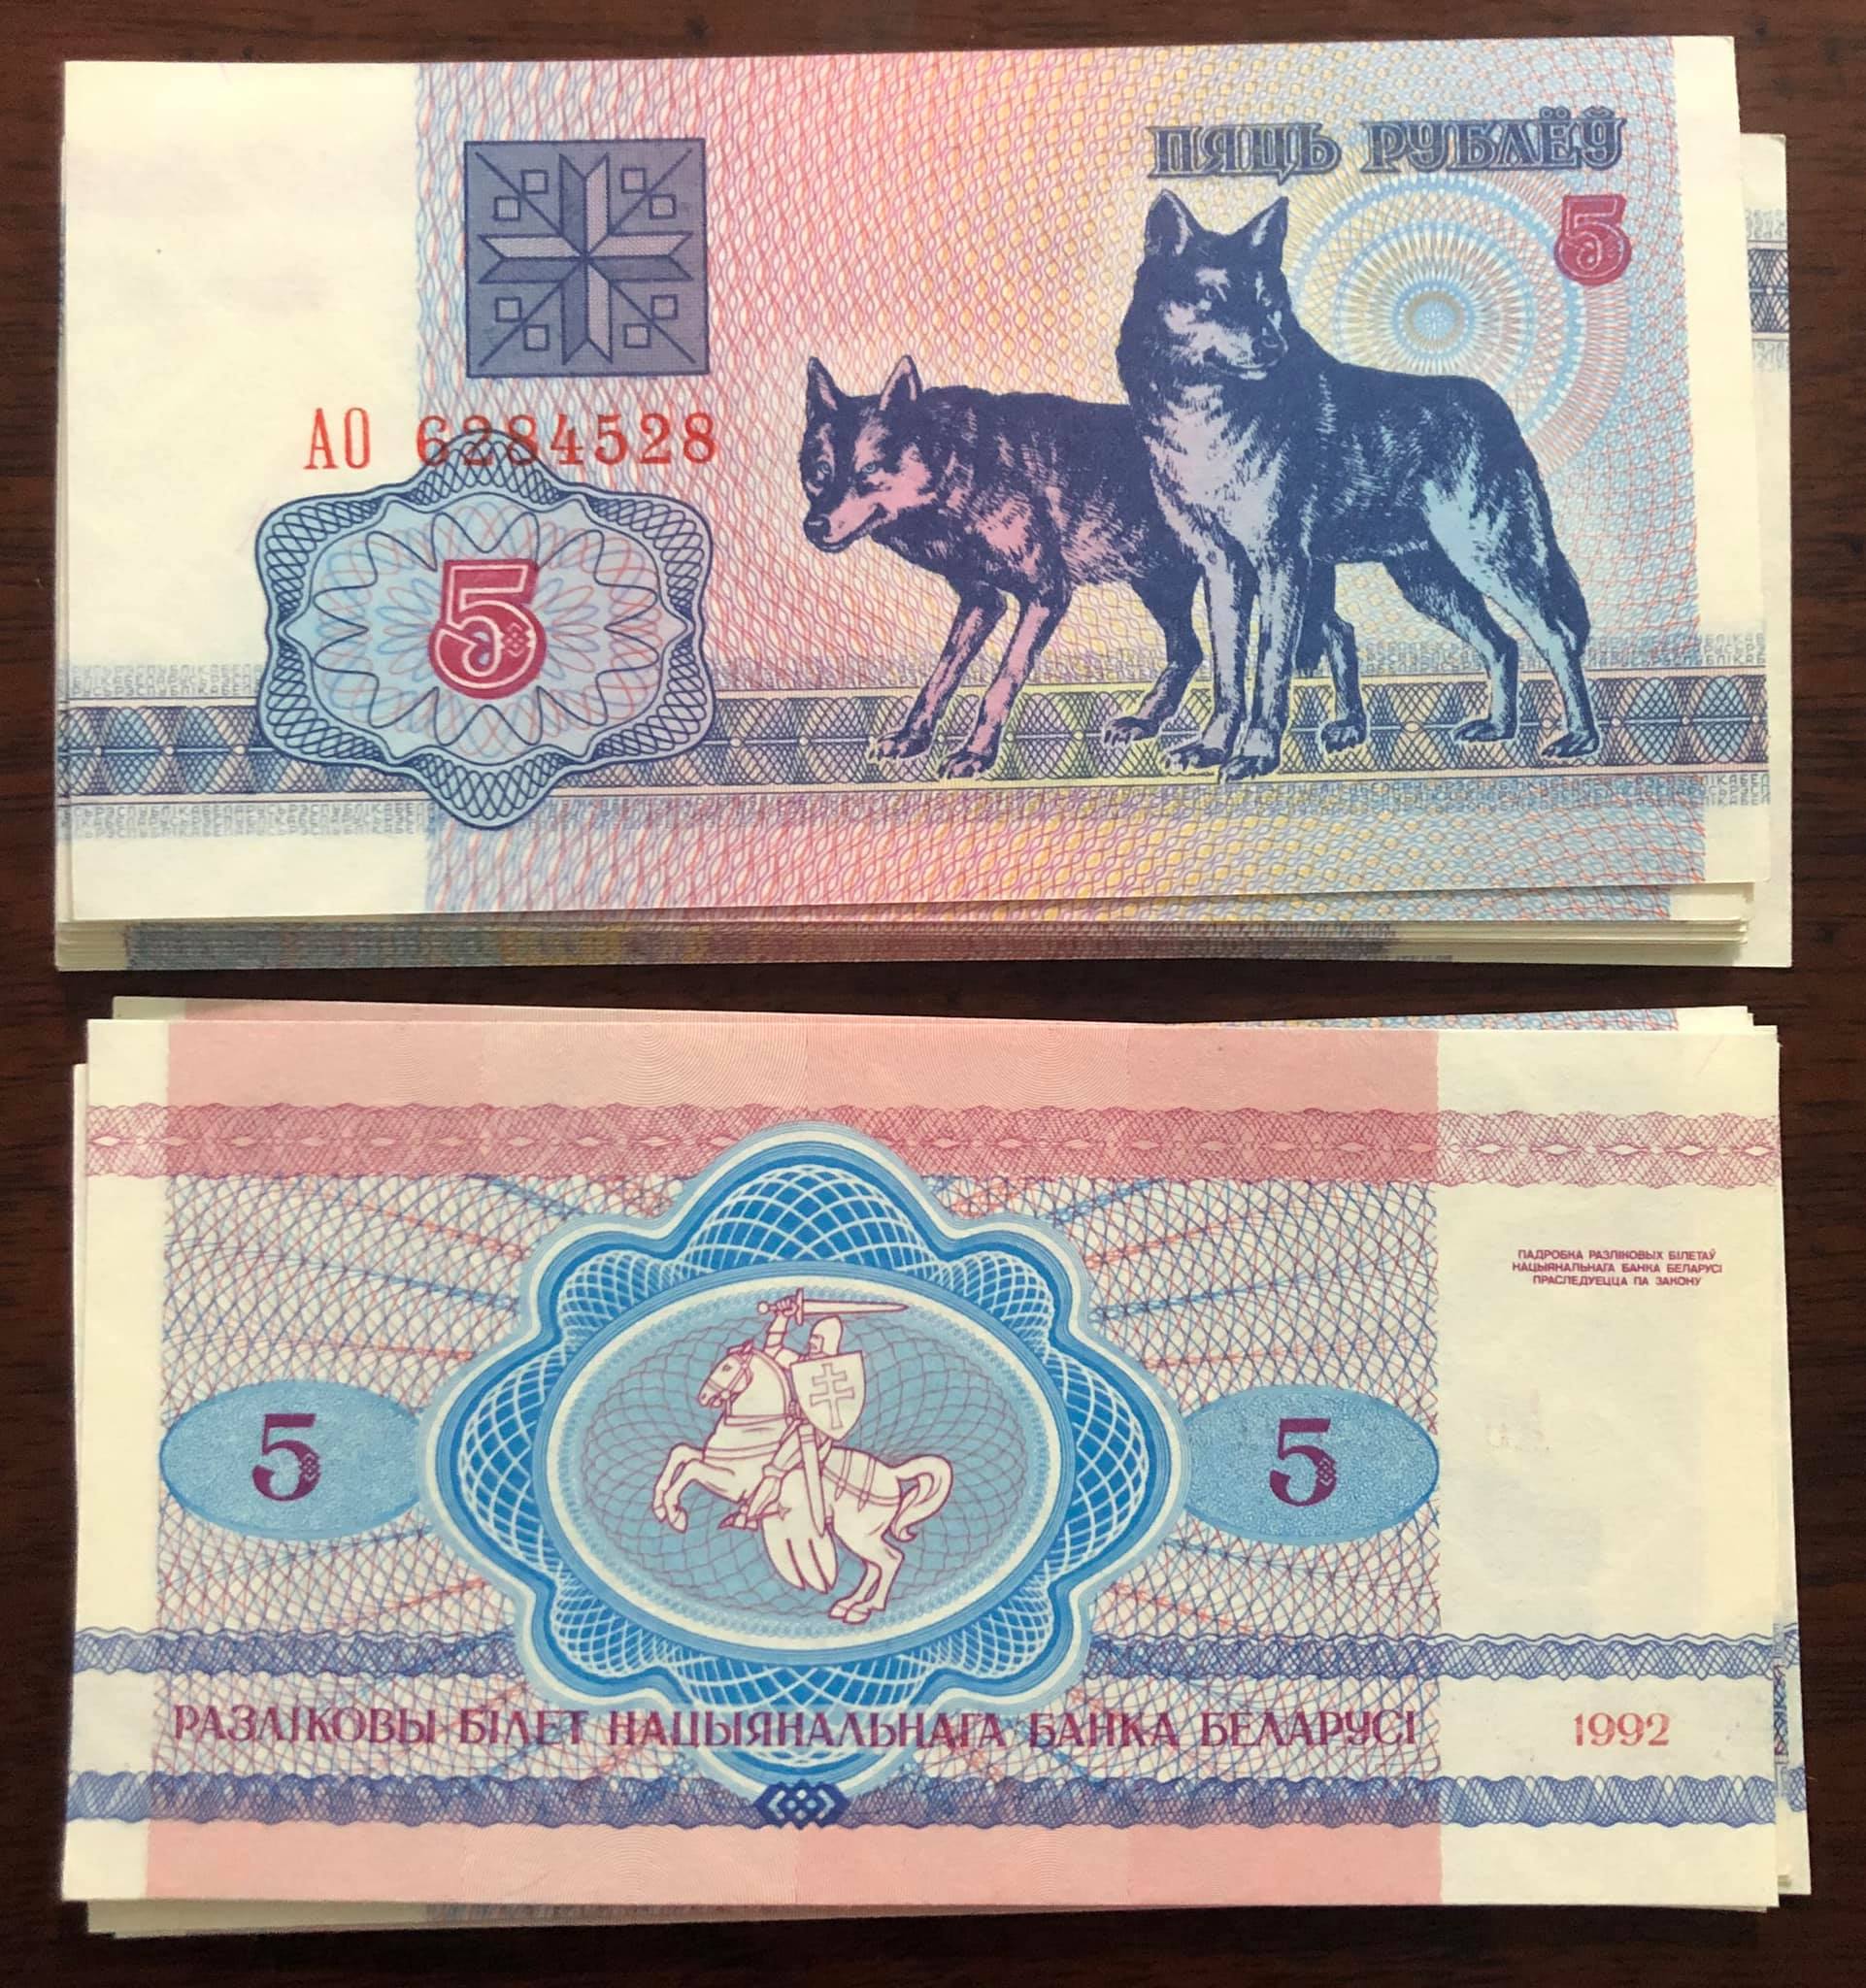 ПЯЦЬ РУБЛЁЎ
5
АО 6284528
5
ПАДРОБКА РАЗЛІКОВЫХ БІЛЕТАЎ
НАЦЫЯНАЛЬНАГА БАНКА БЕЛАРУСІ
ПРАСЛЕДУЕЦЦА ПА ЗАКОНУ
5
5
РАЗЛІКОВЫ БІЛЕТ НАЦЫЯНАЛЬНАГА БАНКА БЕЛАРУСІ
1992